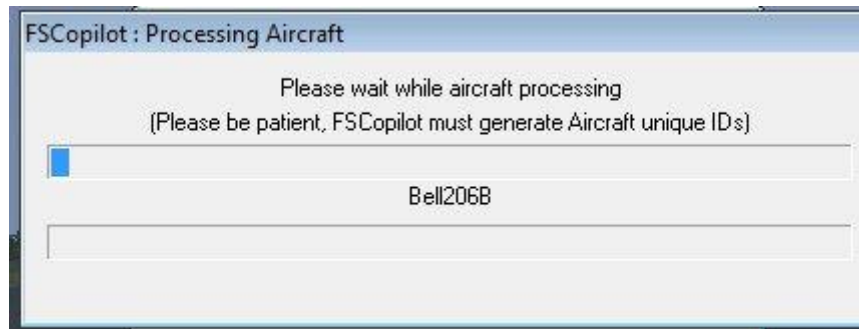 FSCopilot : Processing Aircraft
Please wait while aircraft processing
(Please be patient, FSCopilot must generate Aircraft unique IDs)
Bell206B